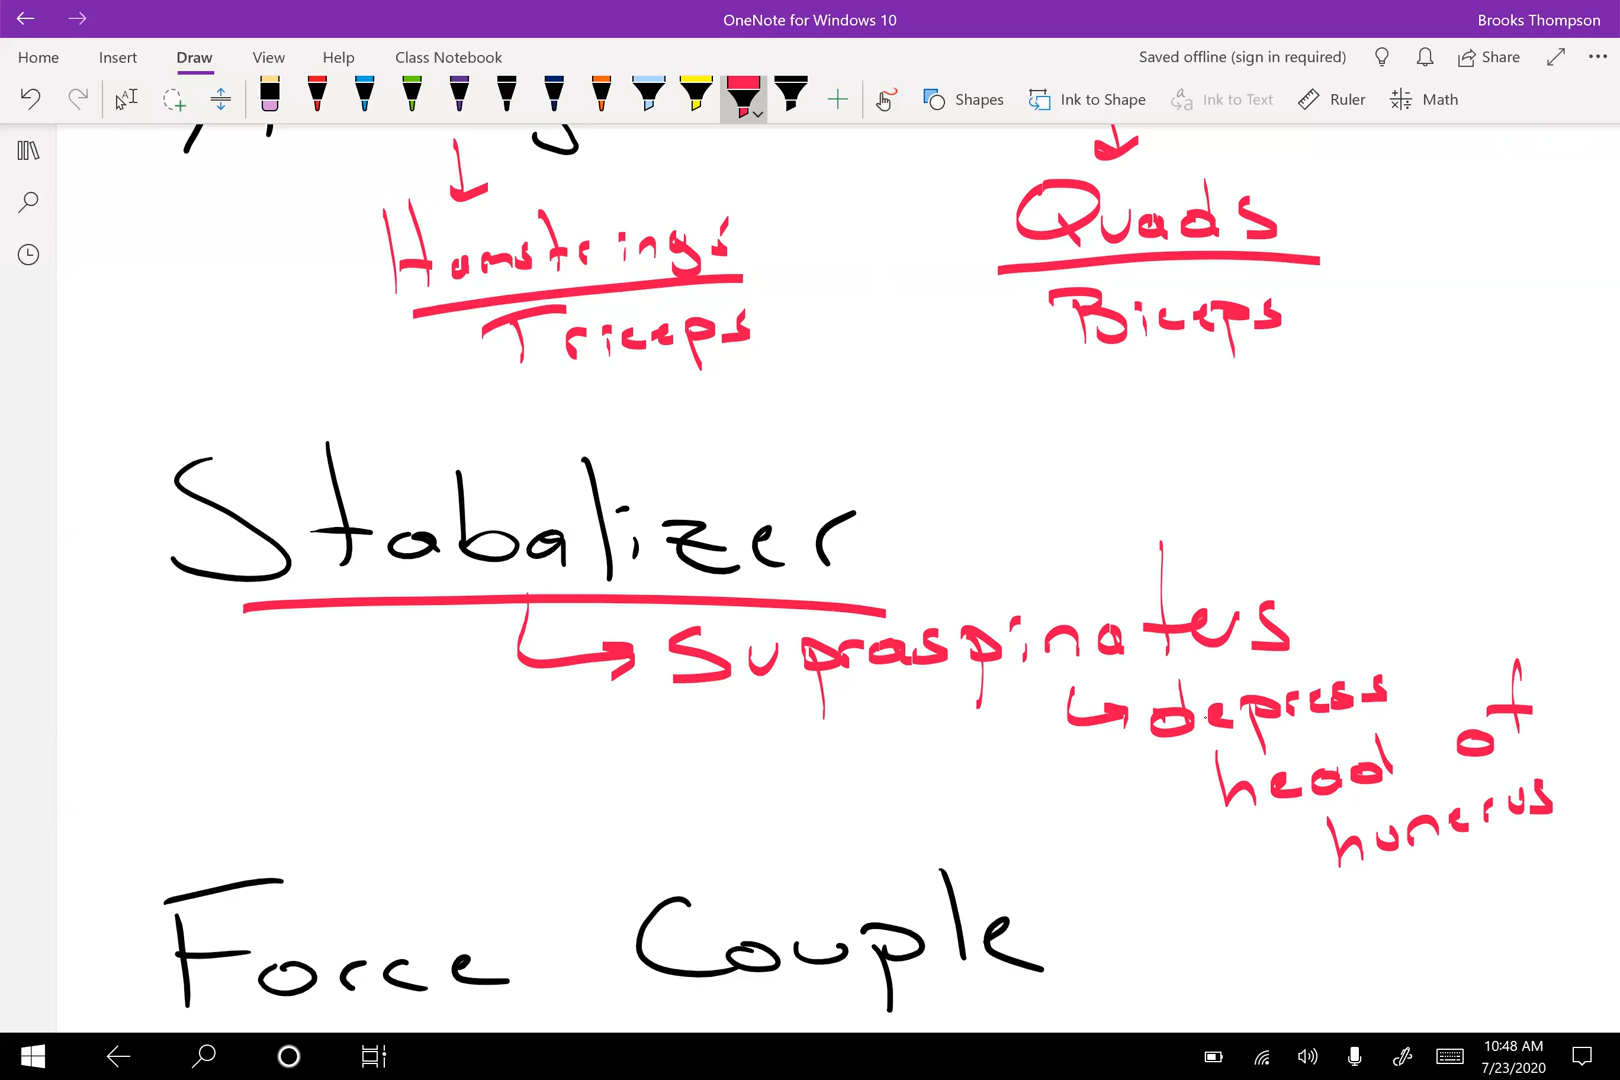 OneNote for Windows 10
Brooks Thompson
Home Insert Draw View Help Class Notebook
Saved offline (sign in required) Share
Shapes Ink to Shape Ink to Text Ruler Math
Hamstrings Quads
Triceps Biceps
Stabalizer
Supraspinatus
depress
head of
humerus
Force Couple
10:48 AM
7/23/2020